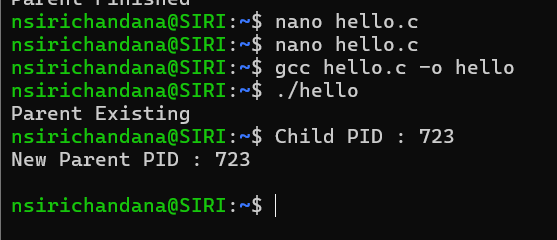 Parent Finished
nsirichandana@SIRI:~$ nano hello.c
nsirichandana@SIRI:~$ nano hello.c
nsirichandana@SIRI:~$ gcc hello.c -o hello
nsirichandana@SIRI:~$ ./hello
Parent Existing
nsirichandana@SIRI:~$ Child PID : 723
New Parent PID : 723
nsirichandana@SIRI:~$